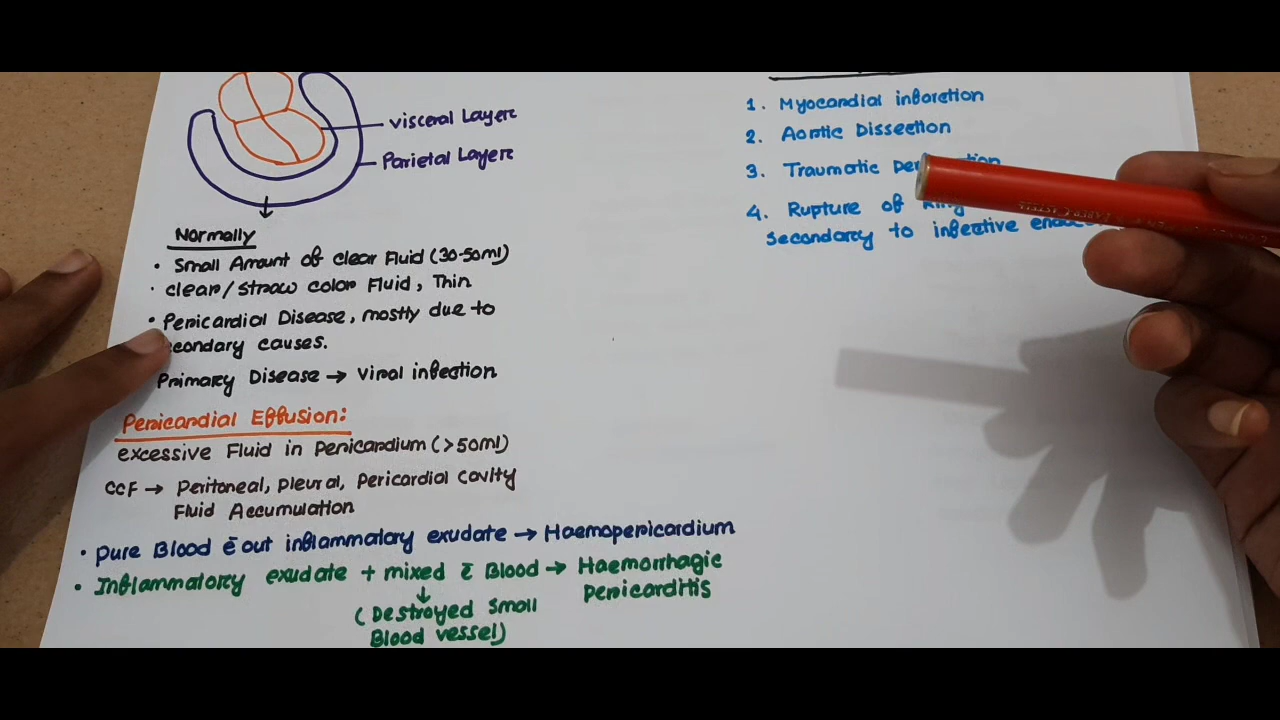 visceral Layer
Parietal Layer
Normally
• Small Amount of clear Fluid (30-50ml)
• clear/straw color Fluid, Thin
• Pericardial Disease, mostly due to
econdary causes.
Primary Disease → viral infection
Pericardial Effusion:
excessive Fluid in Pericardium (>50ml)
CCF → Peritoneal, pleural, Pericardial cavity
Fluid Accumulation
• pure Blood c̄ out inflammatory exudate → Haemopericardium
• Inflammatory exudate + mixed c̄ Blood → Haemorrhagic
Pericarditis
↓
(Destroyed Small
Blood vessel)
1. Myocardial infarction
2. Aortic Dissection
3. Traumatic
4. Rupture of
secondary to infective